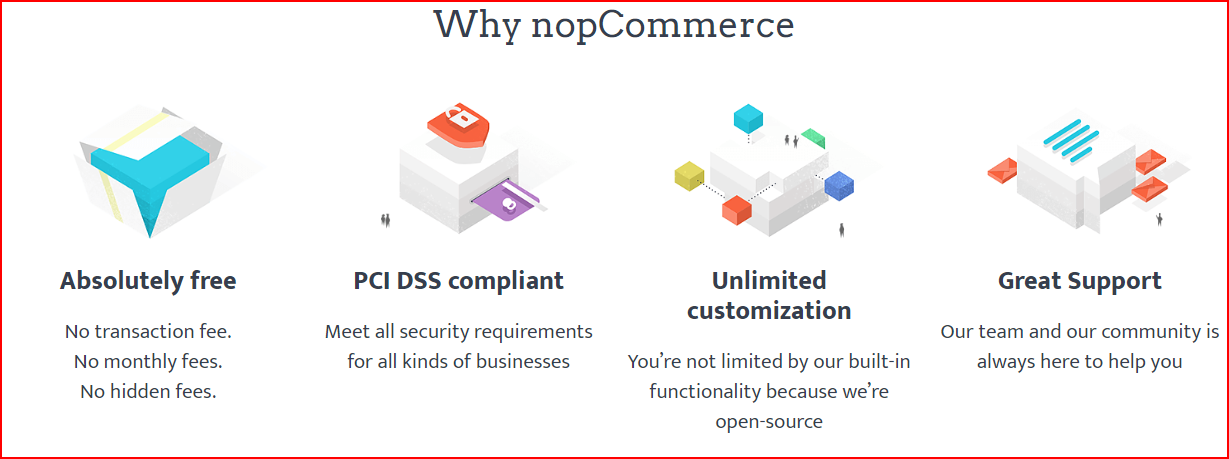 Why nopCommerce
Absolutely free
No transaction fee.
No monthly fees.
No hidden fees.
PCI DSS compliant
Meet all security requirements
for all kinds of businesses
Unlimited
customization
You’re not limited by our built-in
functionality because we’re
open-source
Great Support
Our team and our community is
always here to help you